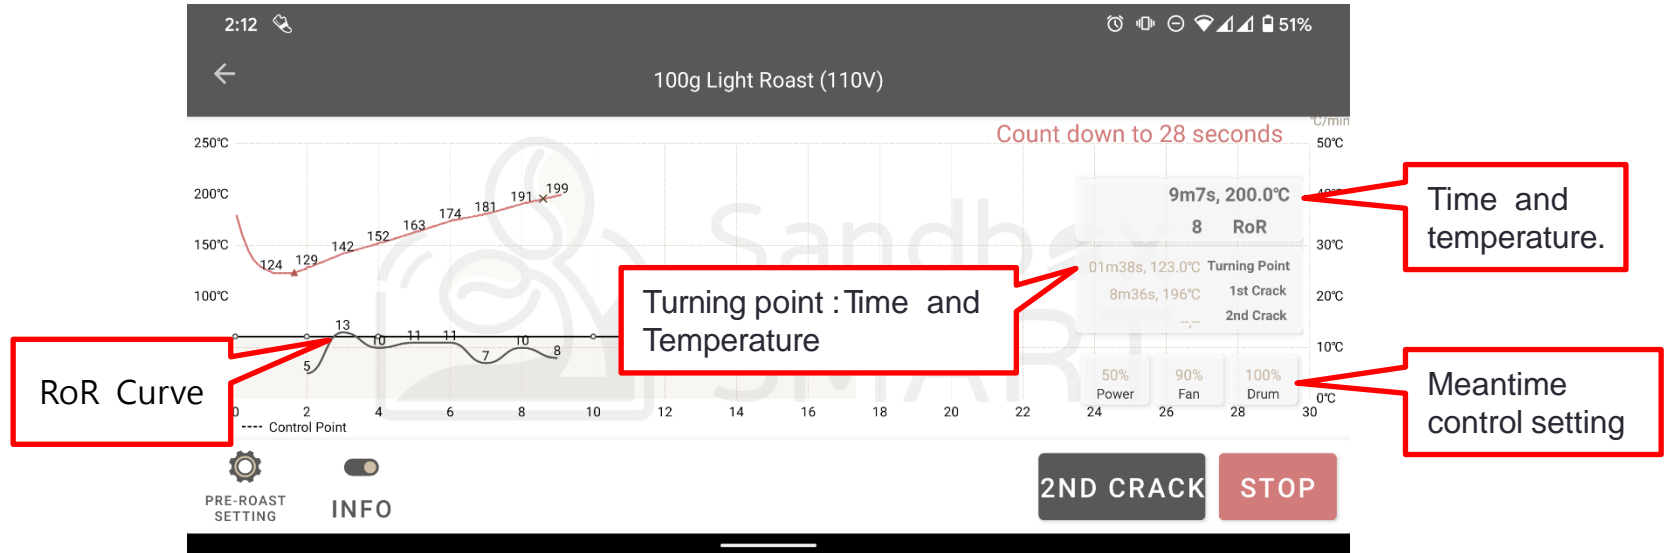 2:12
51%
100g Light Roast (110V)
Count down to 28 seconds
℃/min
250℃
50℃
200℃
150℃
30℃
100℃
20℃
10℃
0℃
124
129
142
152
163
174
181
191
199
5
13
10
11
11
7
10
8
Sandbox
SMART
9m7s, 200.0℃
8 RoR
01m38s, 123.0℃ Turning Point
8m36s, 196℃ 1st Crack
--,-- 2nd Crack
50%
Power
90%
Fan
100%
Drum
0 2 4 6 8 10 12 14 16 18 20 22 24 26 28 30
---- Control Point
PRE-ROAST
SETTING
INFO
2ND CRACK
STOP
RoR Curve
Turning point : Time and
Temperature
Time and
temperature.
Meantime
control setting